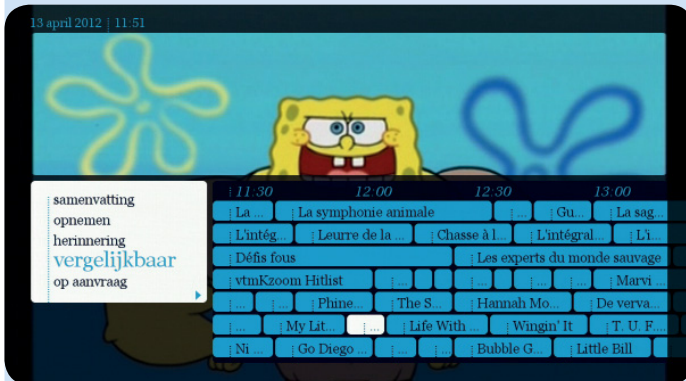 13 april 2012 | 11:51
samenvatting
opnemen
herinnering
vergelijkbaar
op aanvraag
11:30 12:00 12:30 13:00
La ... La symphonie animale ... Gu... La sag...
L'intég... Leurre de la ... Chasse à l... L'intégral... L'i...
Défis fous Les experts du monde sauvage
vtmKzoom Hitlist ... ... ... ... Marvi ...
... ... Phine... The S... Hannah Mo... De verva...
... My Lit... ... Life With ... Wingin' It T. U. F....
Ni ... Go Diego ... ... ... Bubble G... Little Bill